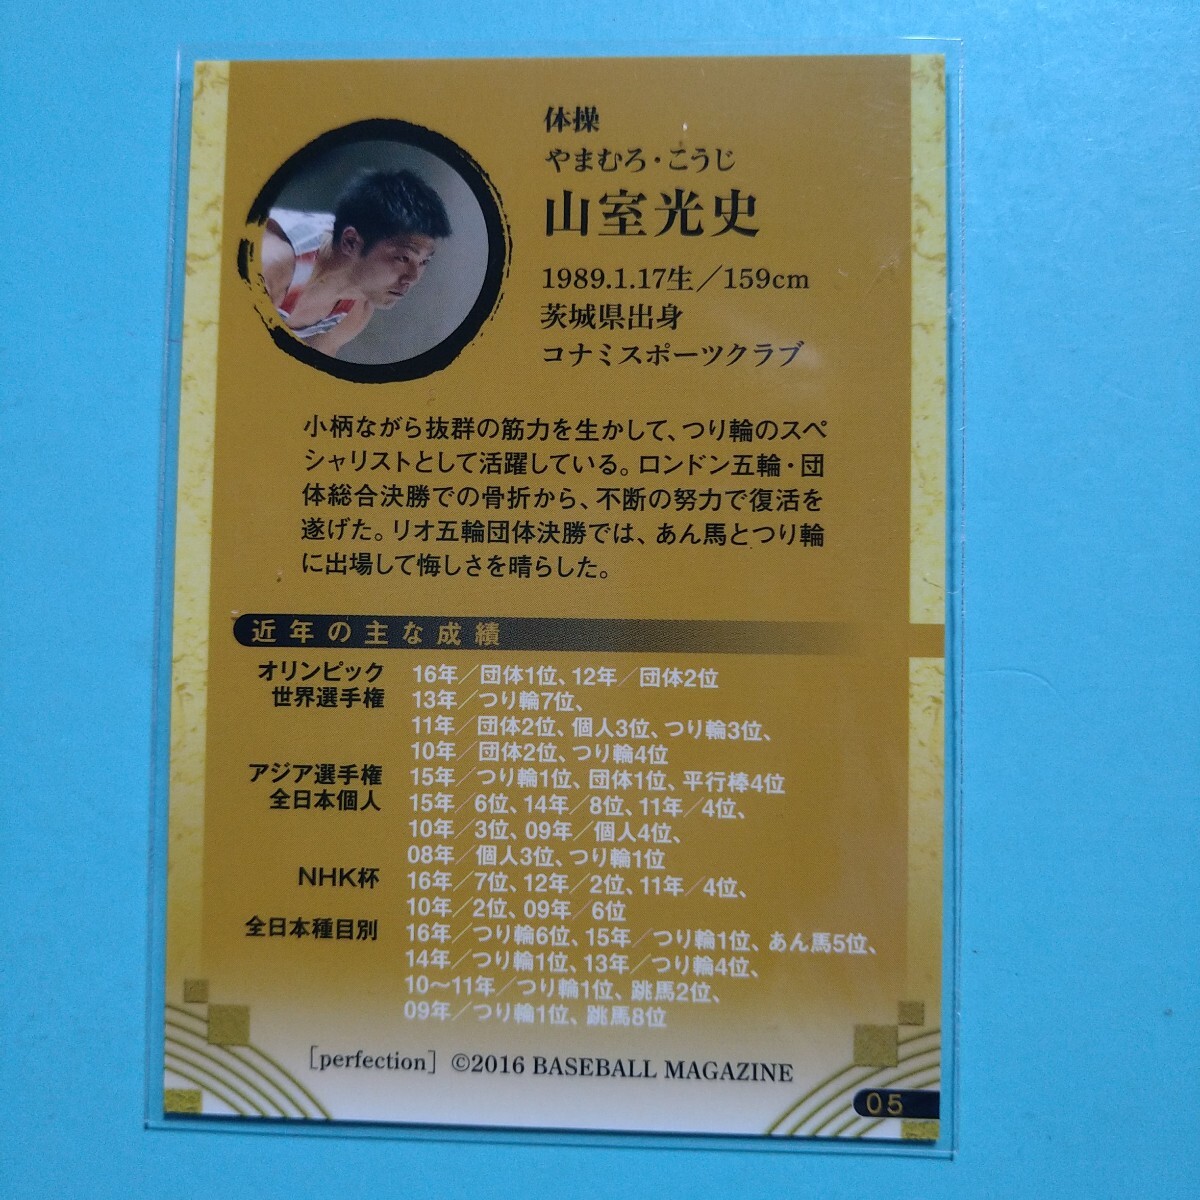 体操
やまむろ・こうじ
山室光史
1989.1.17生／159cm
茨城県出身
コナミスポーツクラブ
小柄ながら抜群の筋力を生かして、つり輪のスペ
シャリストとして活躍している。ロンドン五輪・団
体総合決勝での骨折から、不断の努力で復活を
遂げた。リオ五輪団体決勝では、あん馬とつり輪
に出場して悔しさを晴らした。
近年の主な成績
オリンピック 16年／団体1位、12年／団体2位
世界選手権 13年／つり輪7位、
11年／団体2位、個人3位、つり輪3位、
10年／団体2位、つり輪4位
アジア選手権 15年／つり輪1位、団体1位、平行棒4位
全日本個人 15年／6位、14年／8位、11年／4位、
10年／3位、09年／個人4位、
08年／個人3位、つり輪1位
NHK杯 16年／7位、12年／2位、11年／4位、
10年／2位、09年／6位
全日本種目別 16年／つり輪6位、15年／つり輪1位、あん馬5位、
14年／つり輪1位、13年／つり輪4位、
10～11年／つり輪1位、跳馬2位、
09年／つり輪1位、跳馬8位
［perfection］ ©2016 BASEBALL MAGAZINE
05